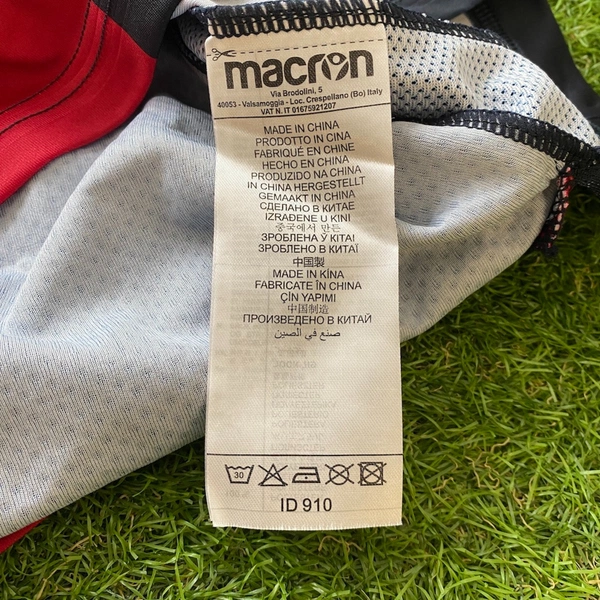 macron
Via Brodolini, 5
40053 - Valsamoggia - Loc. Crespellano (Bo) Italy
VAT N. IT 01675921207
MADE IN CHINA
PRODOTTO IN CINA
FABRIQUÉ EN CHINE
HECHO EN CHINA
PRODUZIDO NA CHINA
IN CHINA HERGESTELLT
GEMAAKT IN CHINA
СДЕЛАНО В КИТАЕ
IZRAĐENE U KINI
중국에서 만든
ЗРОБЛЕНА Ў КІТАІ
ЗРОБЛЕНО В КИТАЇ
中国製
MADE IN KÍNA
FABRICATE ÎN CHINA
ÇİN YAPIMI
中国制造
ПРОИЗВЕДЕНО В КИТАЙ
صنع في الصين
30
ID 910